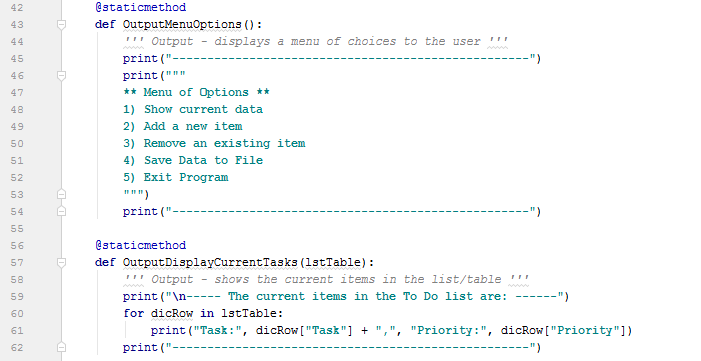 42 @staticmethod
43 def OutputMenuOptions():
44 ''' Output - displays a menu of choices to the user '''
45 print("---------------------------------------------------")
46 print("""
47 ** Menu of Options **
48 1) Show current data
49 2) Add a new item
50 3) Remove an existing item
51 4) Save Data to File
52 5) Exit Program
53 """)
54 print("---------------------------------------------------")
55
56 @staticmethod
57 def OutputDisplayCurrentTasks(lstTable):
58 ''' Output - shows the current items in the list/table '''
59 print("\n----- The current items in the To Do list are: ------")
60 for dicRow in lstTable:
61 print("Task:", dicRow["Task"] + ",", "Priority:", dicRow["Priority"])
62 print("---------------------------------------------------")